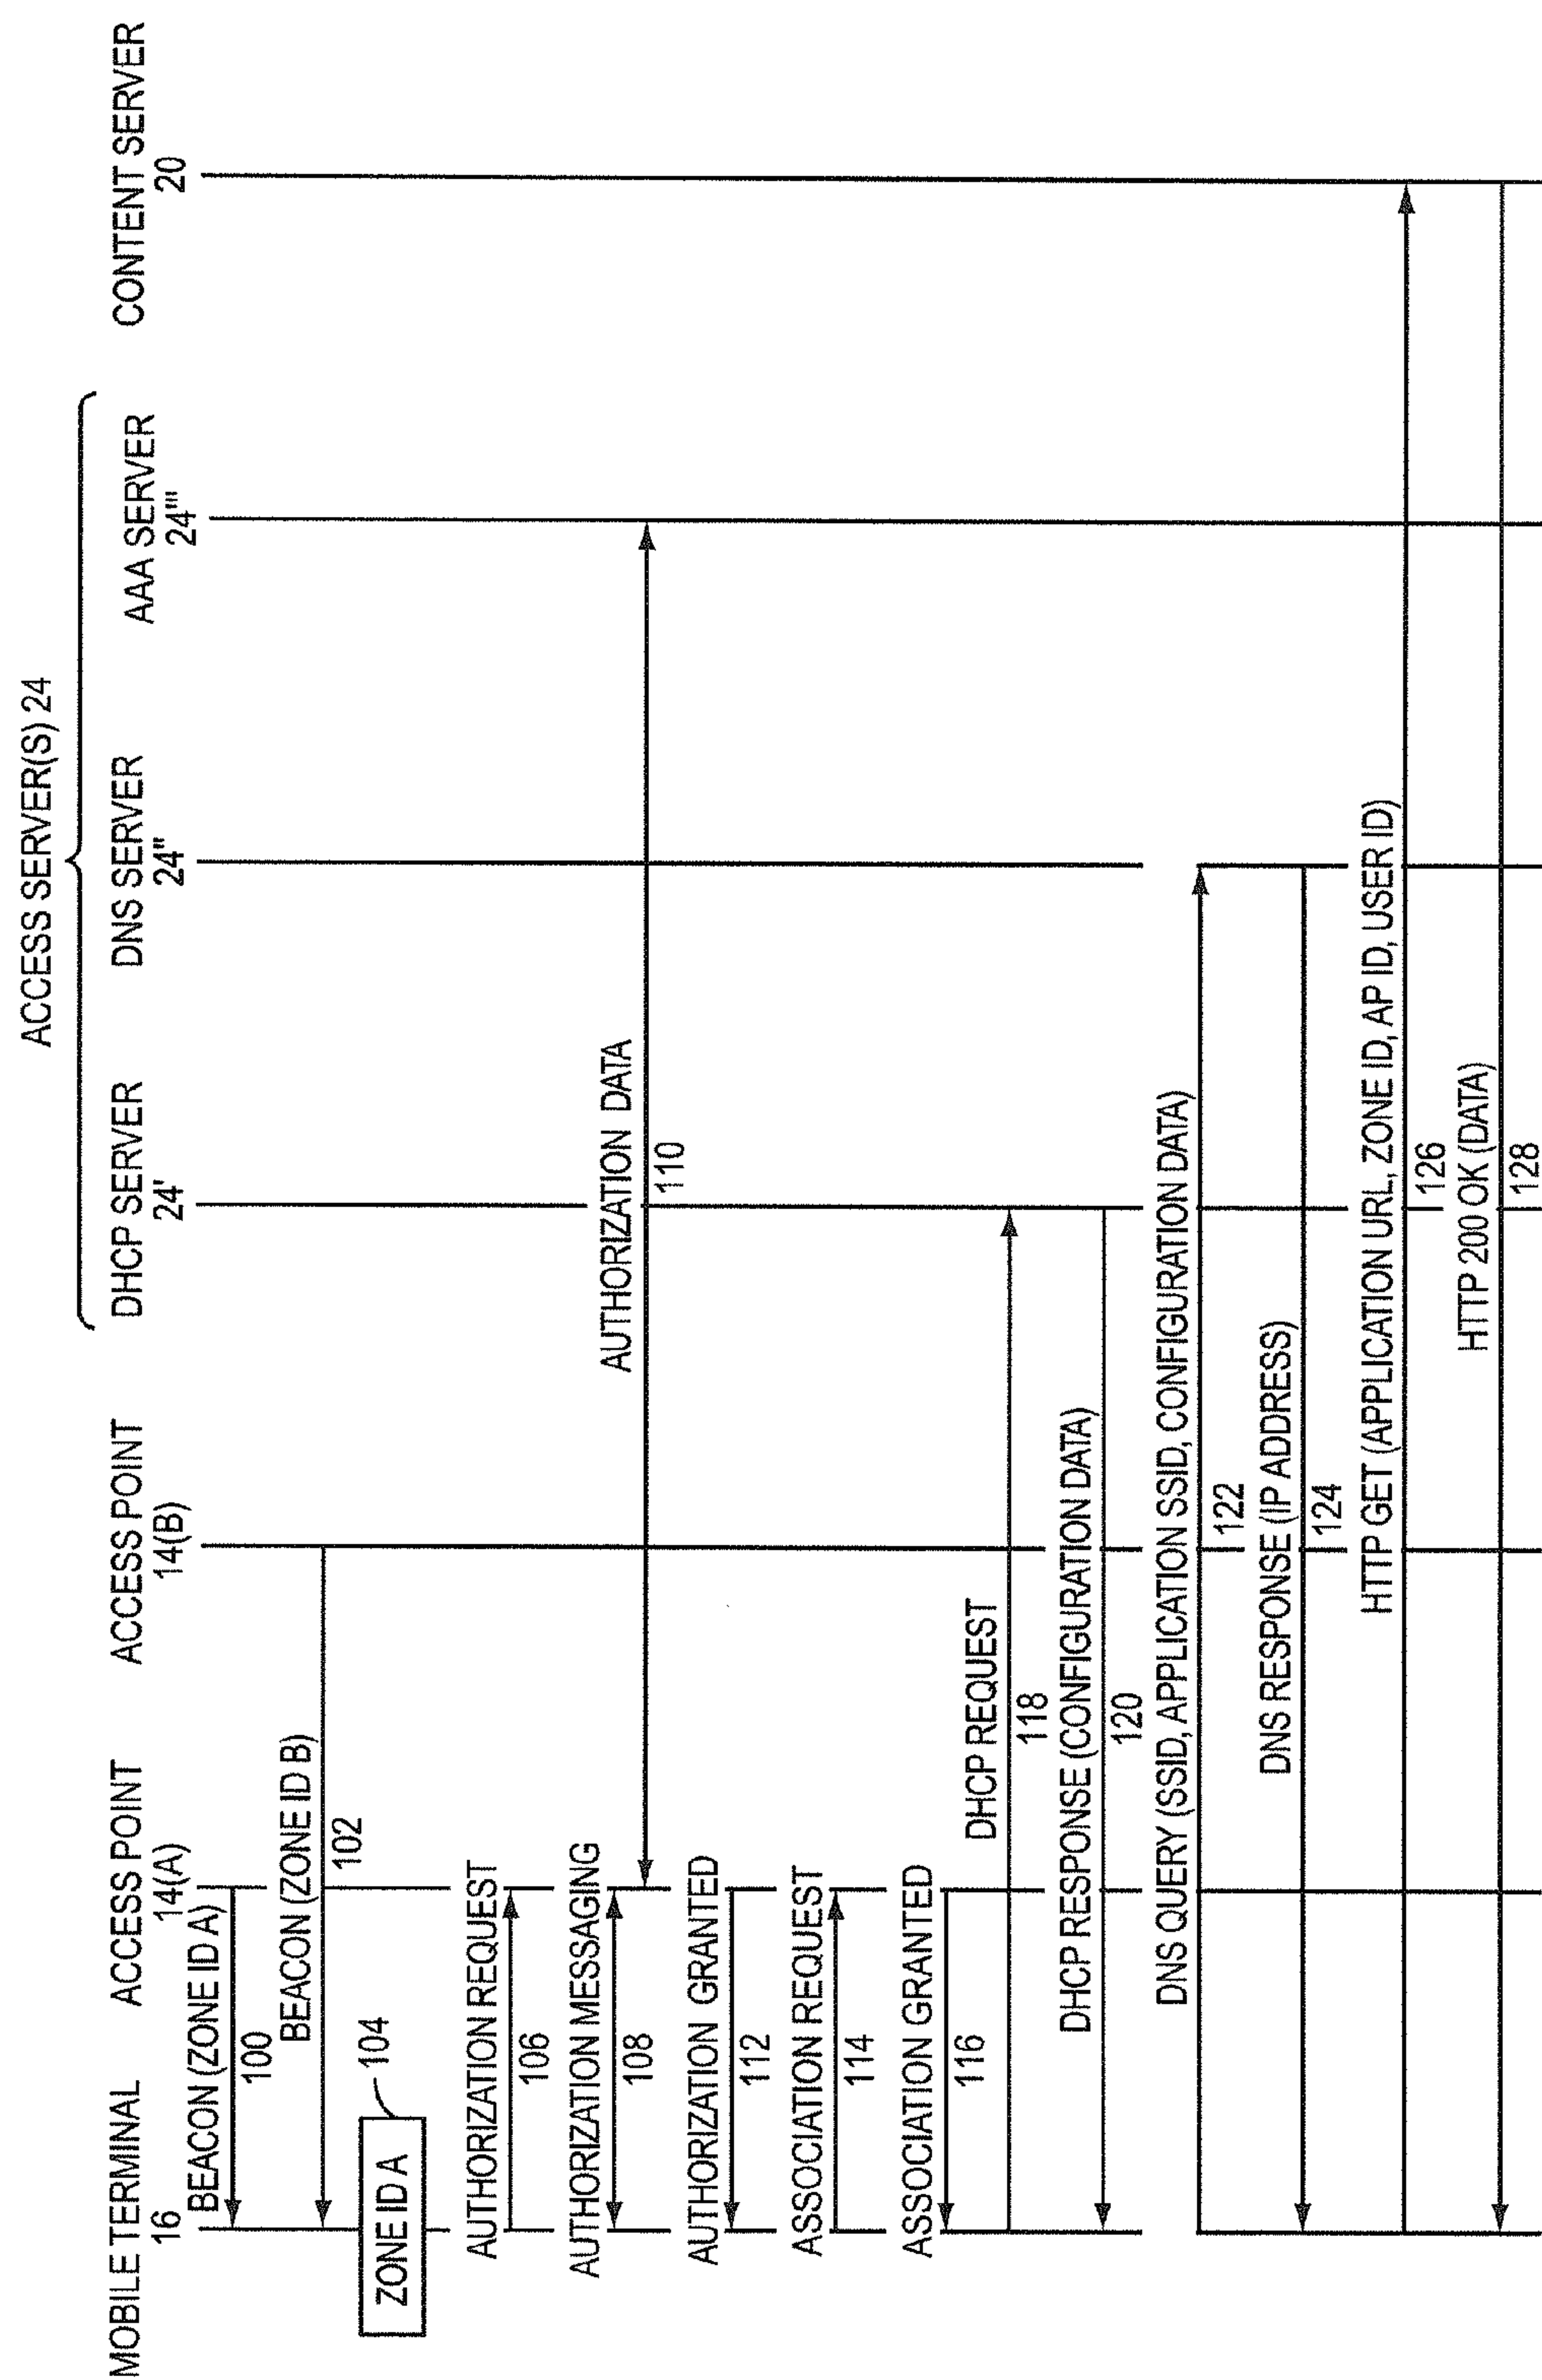 ACCESS SERVER(S) 24
MOBILE TERMINAL
16
ACCESS POINT
14(A)
ACCESS POINT
14(B)
DHCP SERVER
24'
DNS SERVER
24''
AAA SERVER
24'''
CONTENT SERVER
20
BEACON (ZONE ID A)
100
BEACON (ZONE ID B)
102
ZONE ID A
104
AUTHORIZATION REQUEST
106
AUTHORIZATION MESSAGING
108
AUTHORIZATION DATA
110
AUTHORIZATION GRANTED
112
ASSOCIATION REQUEST
114
ASSOCIATION GRANTED
116
DHCP REQUEST
118
DHCP RESPONSE (CONFIGURATION DATA)
120
DNS QUERY (SSID, APPLICATION SSID, CONFIGURATION DATA)
122
DNS RESPONSE (IP ADDRESS)
124
HTTP GET (APPLICATION URL, ZONE ID, AP ID, USER ID)
126
HTTP 200 OK (DATA)
128